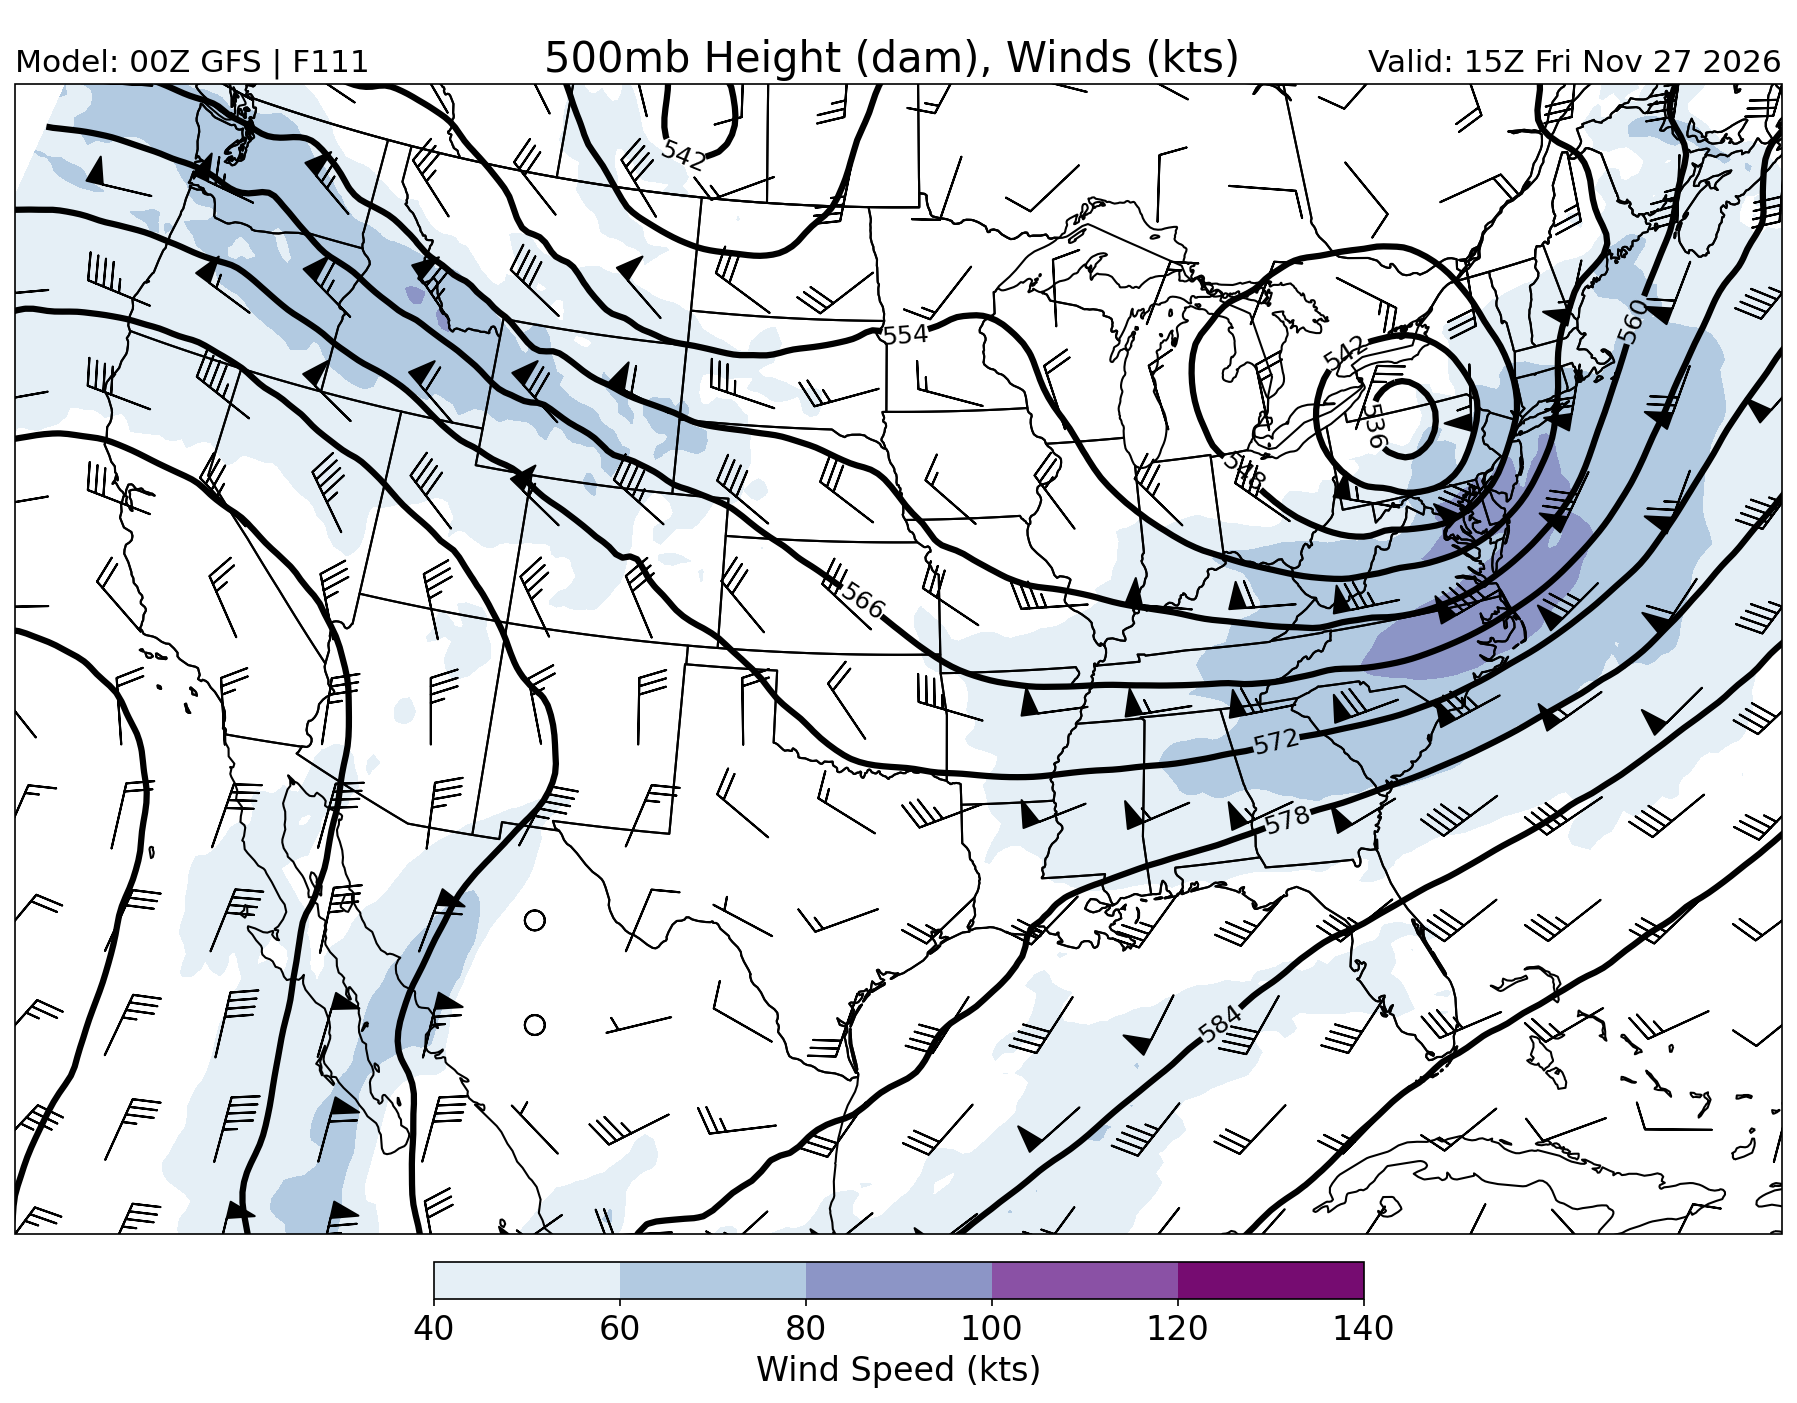 Model: 00Z GFS | F111
500mb Height (dam), Winds (kts)
Valid: 15Z Fri Nov 27 2026
542
554
560
542
536
548
566
572
578
584
40 60 80 100 120 140
Wind Speed (kts)